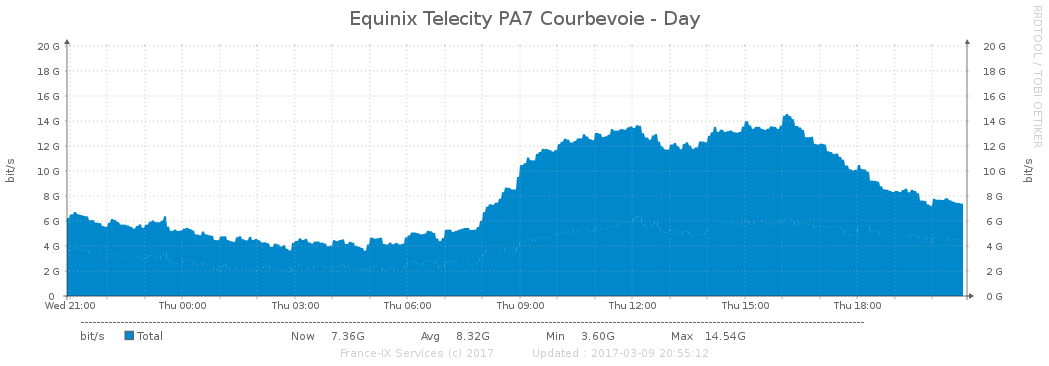 Equinix Telecity PA7 Courbevoie - Day
RRDTOOL / TOBI OETIKER
20 G 20 G
18 G 18 G
16 G 16 G
14 G 14 G
12 G 12 G
10 G 10 G
8 G 8 G
6 G 6 G
4 G 4 G
2 G 2 G
0 0 G
bit/s
bit/s
Wed 21:00 Thu 00:00 Thu 03:00 Thu 06:00 Thu 09:00 Thu 12:00 Thu 15:00 Thu 18:00
bit/s Total Now 7.36G Avg 8.32G Min 3.60G Max 14.54G
France-IX Services (c) 2017 Updated : 2017-03-09 20:55:12